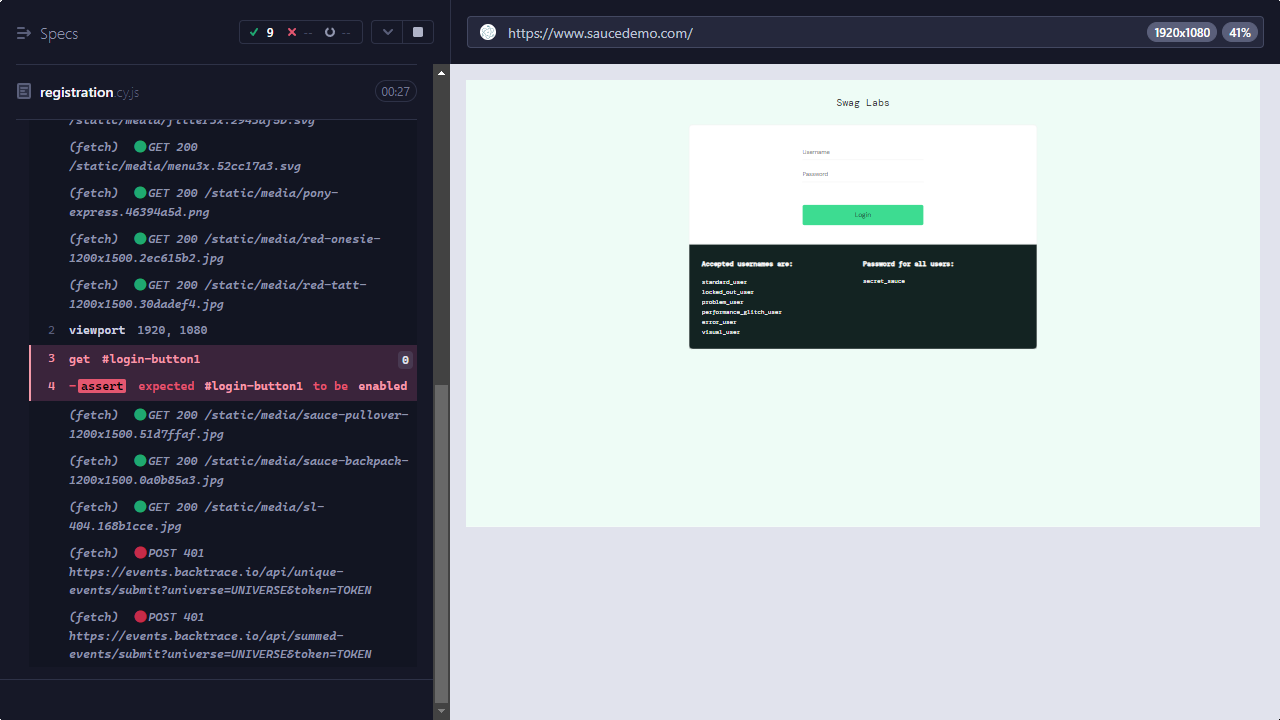 Specs
9 -- --
https://www.saucedemo.com/
1920x1080 41%
registration.cy.js
00:27
/static/media/filter3x.2943af5b.svg
(fetch) GET 200
/static/media/menu3x.52cc17a3.svg
(fetch) GET 200 /static/media/pony-
express.46394a5d.png
(fetch) GET 200 /static/media/red-onesie-
1200x1500.2ec615b2.jpg
(fetch) GET 200 /static/media/red-tatt-
1200x1500.30dadef4.jpg
2 viewport 1920, 1080
3 get #login-button1 0
4 -assert expected #login-button1 to be enabled
(fetch) GET 200 /static/media/sauce-pullover-
1200x1500.51d7ffaf.jpg
(fetch) GET 200 /static/media/sauce-backpack-
1200x1500.0a0b85a3.jpg
(fetch) GET 200 /static/media/sl-
404.168b1cce.jpg
(fetch) POST 401
https://events.backtrace.io/api/unique-
events/submit?universe=UNIVERSE&token=TOKEN
(fetch) POST 401
https://events.backtrace.io/api/summed-
events/submit?universe=UNIVERSE&token=TOKEN
Swag Labs
Username
Password
Login
Accepted usernames are:
standard_user
locked_out_user
problem_user
performance_glitch_user
error_user
visual_user
Password for all users:
secret_sauce